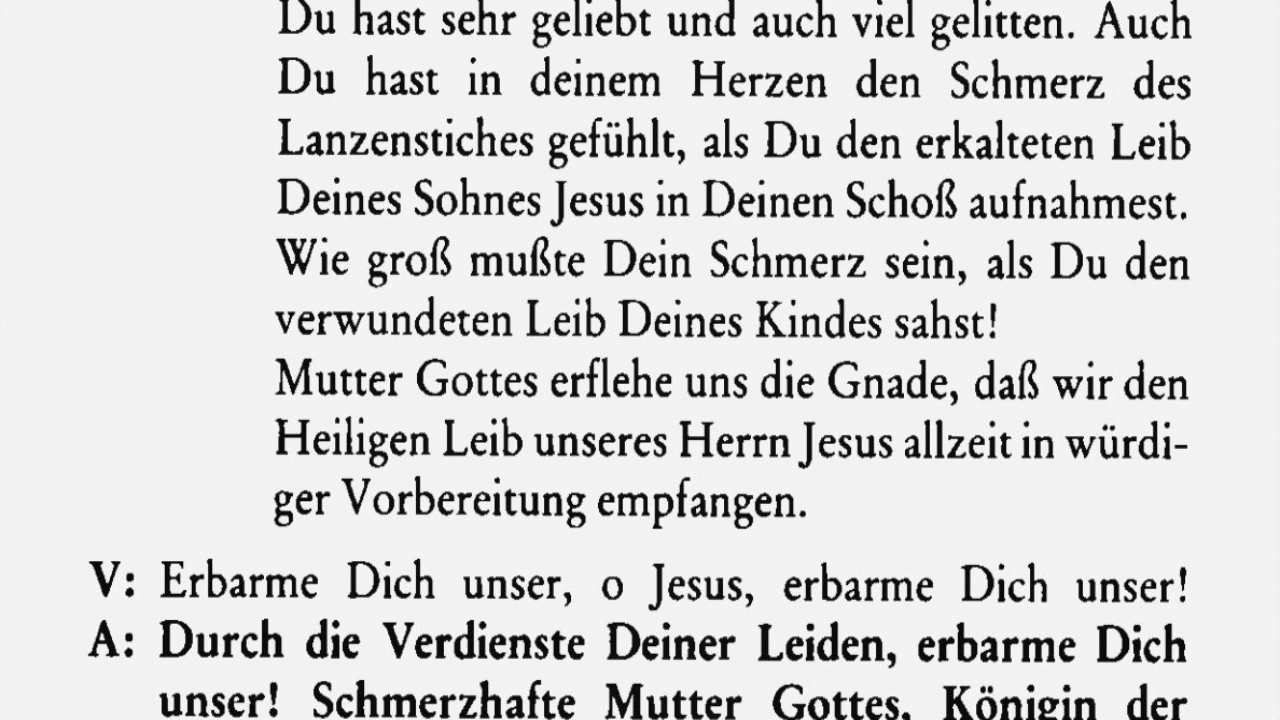 Du hast sehr geliebt und auch viel gelitten. Auch
Du hast in deinem Herzen den Schmerz des
Lanzenstiches gefühlt, als Du den erkalteten Leib
Deines Sohnes Jesus in Deinen Schoß aufnahmest.
Wie groß mußte Dein Schmerz sein, als Du den
verwundeten Leib Deines Kindes sahst!
Mutter Gottes erflehe uns die Gnade, daß wir den
Heiligen Leib unseres Herrn Jesus allzeit in würdi-
ger Vorbereitung empfangen.
V: Erbarme Dich unser, o Jesus, erbarme Dich unser!
A: Durch die Verdienste Deiner Leiden, erbarme Dich
unser! Schmerzhafte Mutter Gottes, Königin der